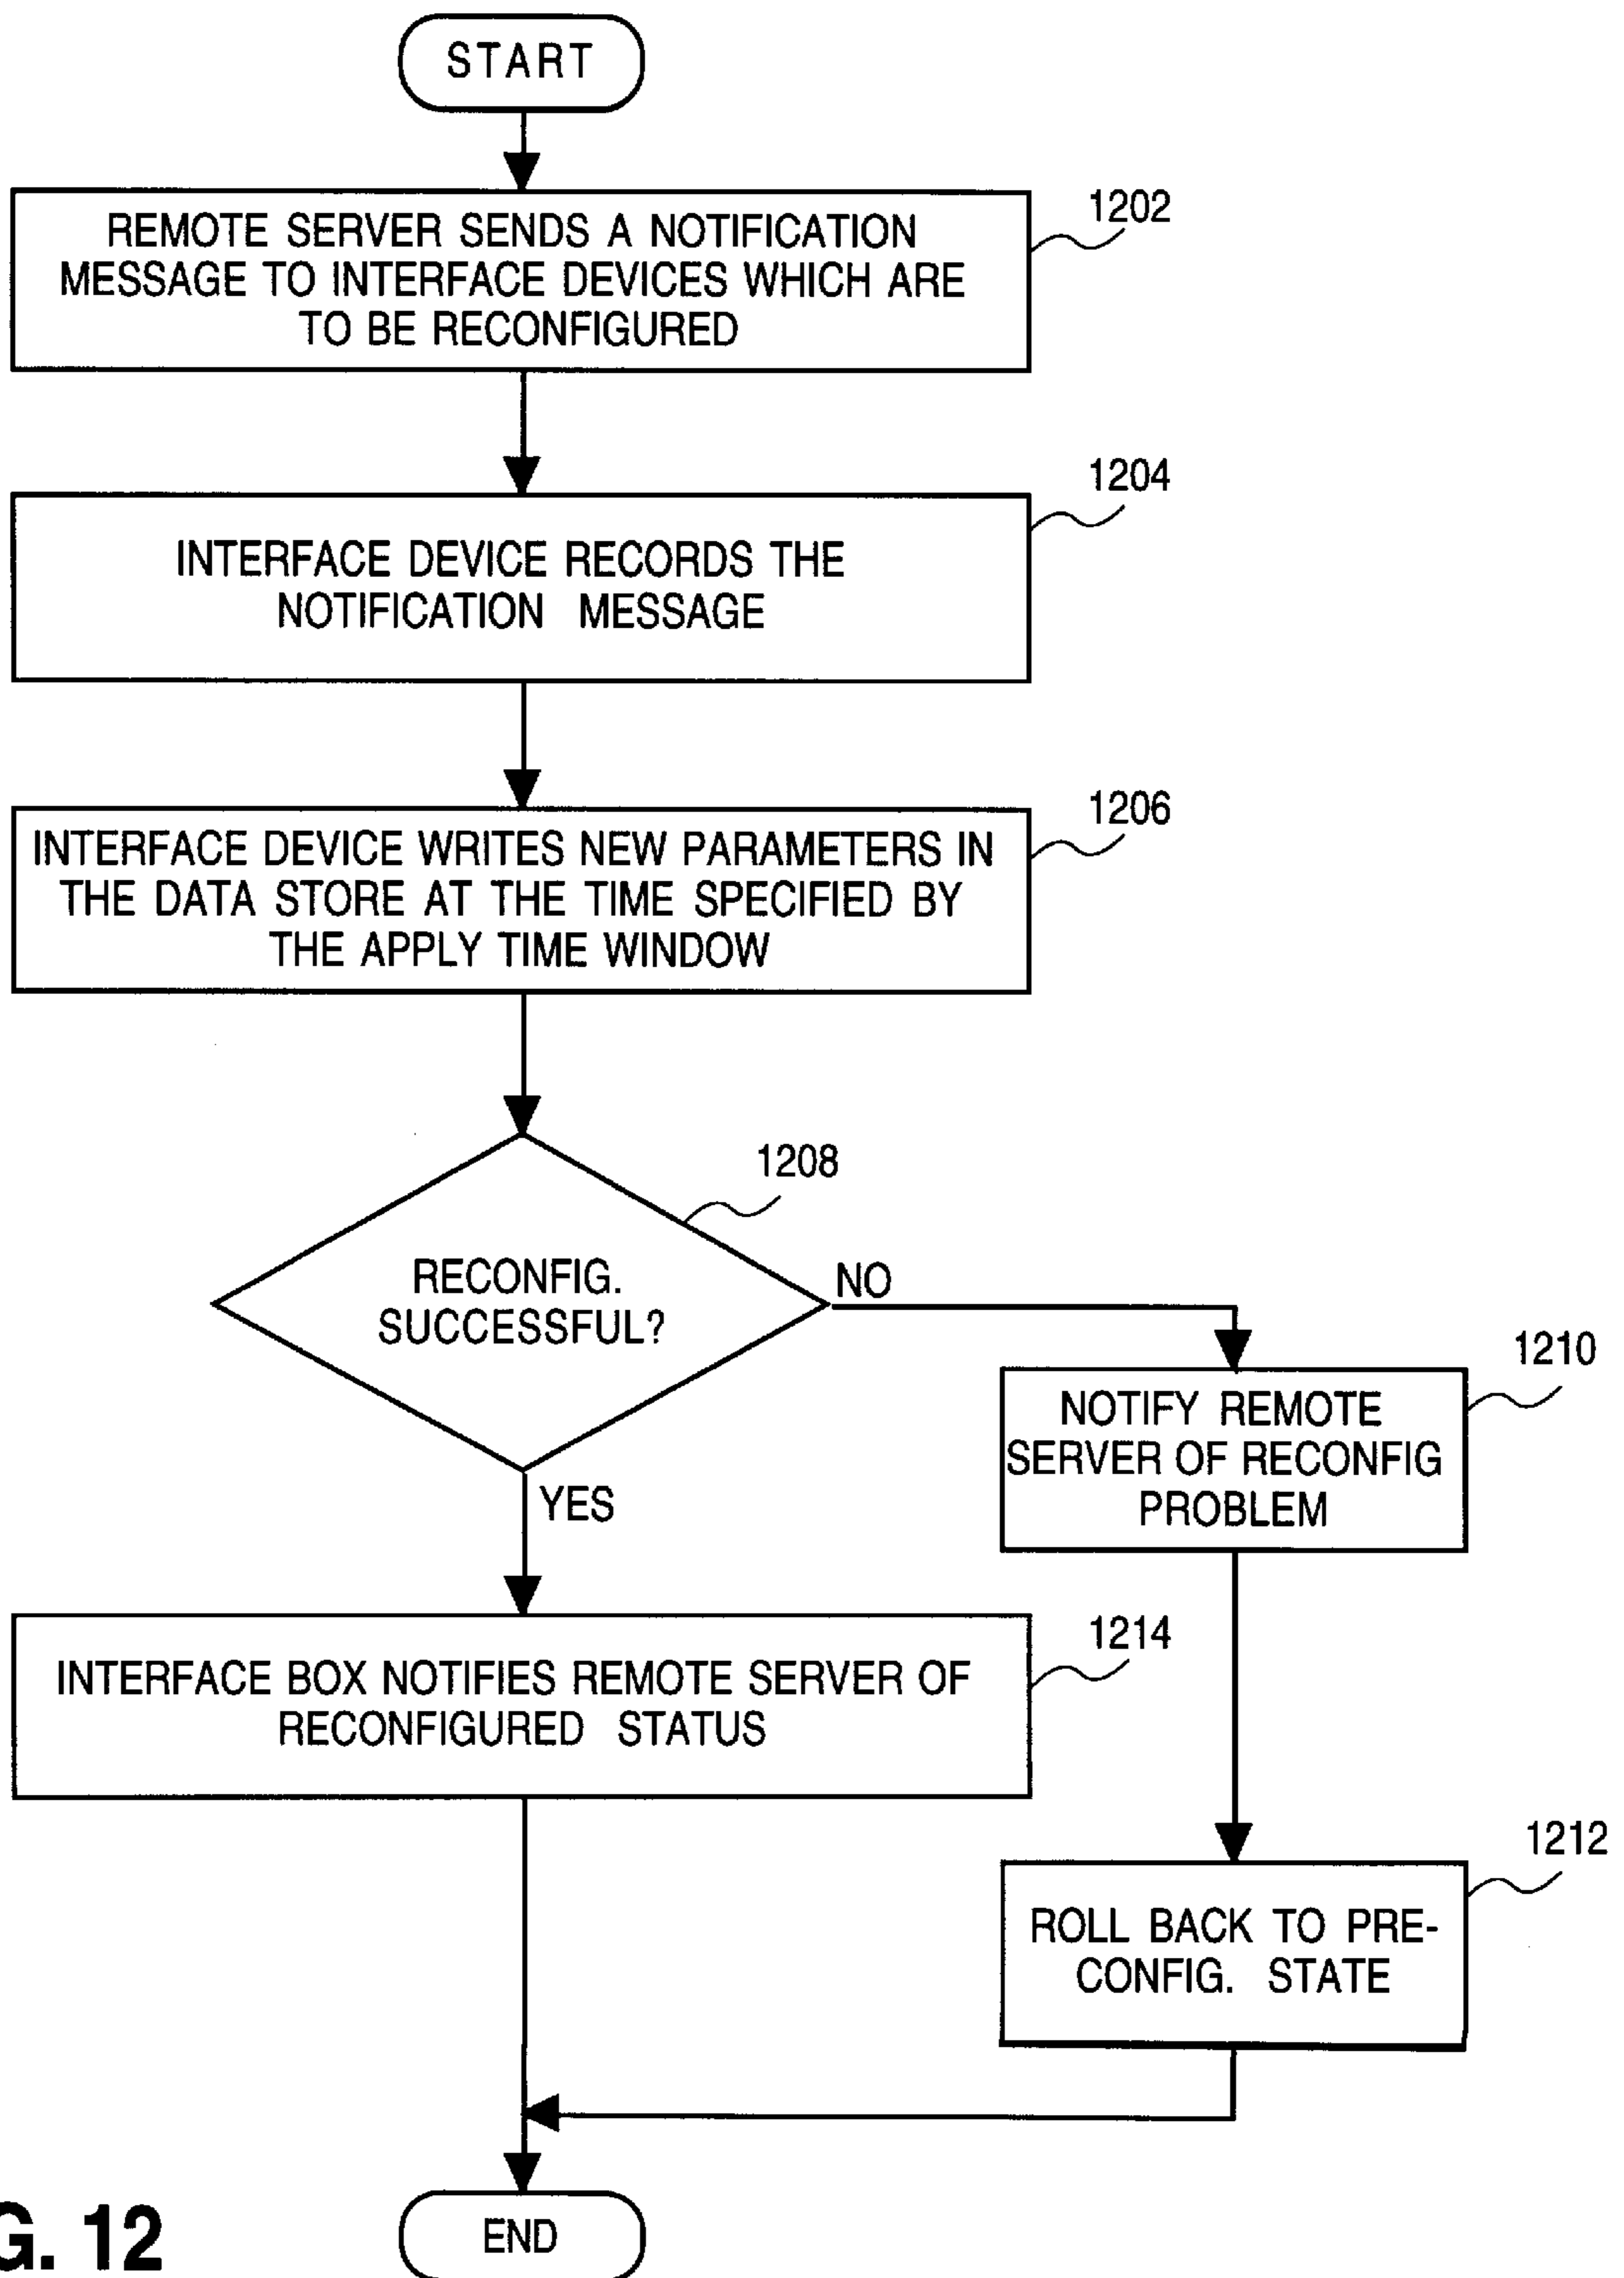 START
1202
REMOTE SERVER SENDS A NOTIFICATION
MESSAGE TO INTERFACE DEVICES WHICH ARE
TO BE RECONFIGURED
1204
INTERFACE DEVICE RECORDS THE
NOTIFICATION MESSAGE
1206
INTERFACE DEVICE WRITES NEW PARAMETERS IN
THE DATA STORE AT THE TIME SPECIFIED BY
THE APPLY TIME WINDOW
1208
RECONFIG.
SUCCESSFUL?
NO
1210
NOTIFY REMOTE
SERVER OF RECONFIG
PROBLEM
YES
1214
INTERFACE BOX NOTIFIES REMOTE SERVER OF
RECONFIGURED STATUS
1212
ROLL BACK TO PRE-
CONFIG. STATE
END
G. 12